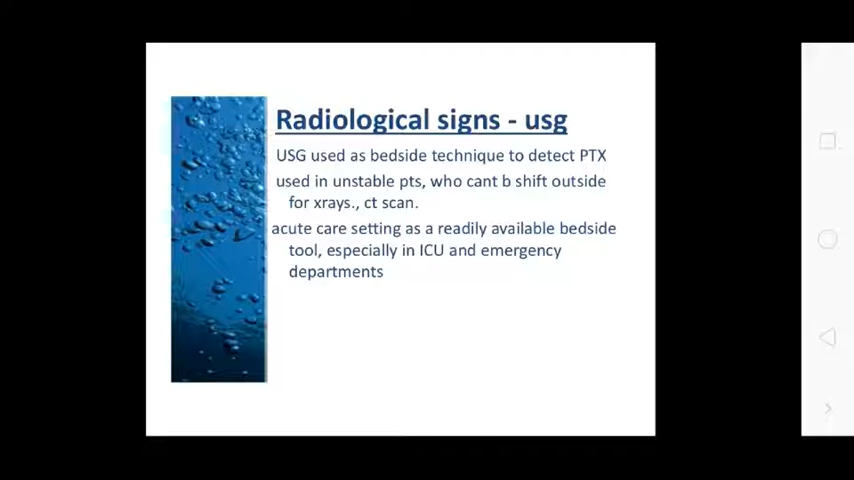 Radiological signs - usg
USG used as bedside technique to detect PTX
used in unstable pts, who cant b shift outside
for xrays., ct scan.
acute care setting as a readily available bedside
tool, especially in ICU and emergency
departments